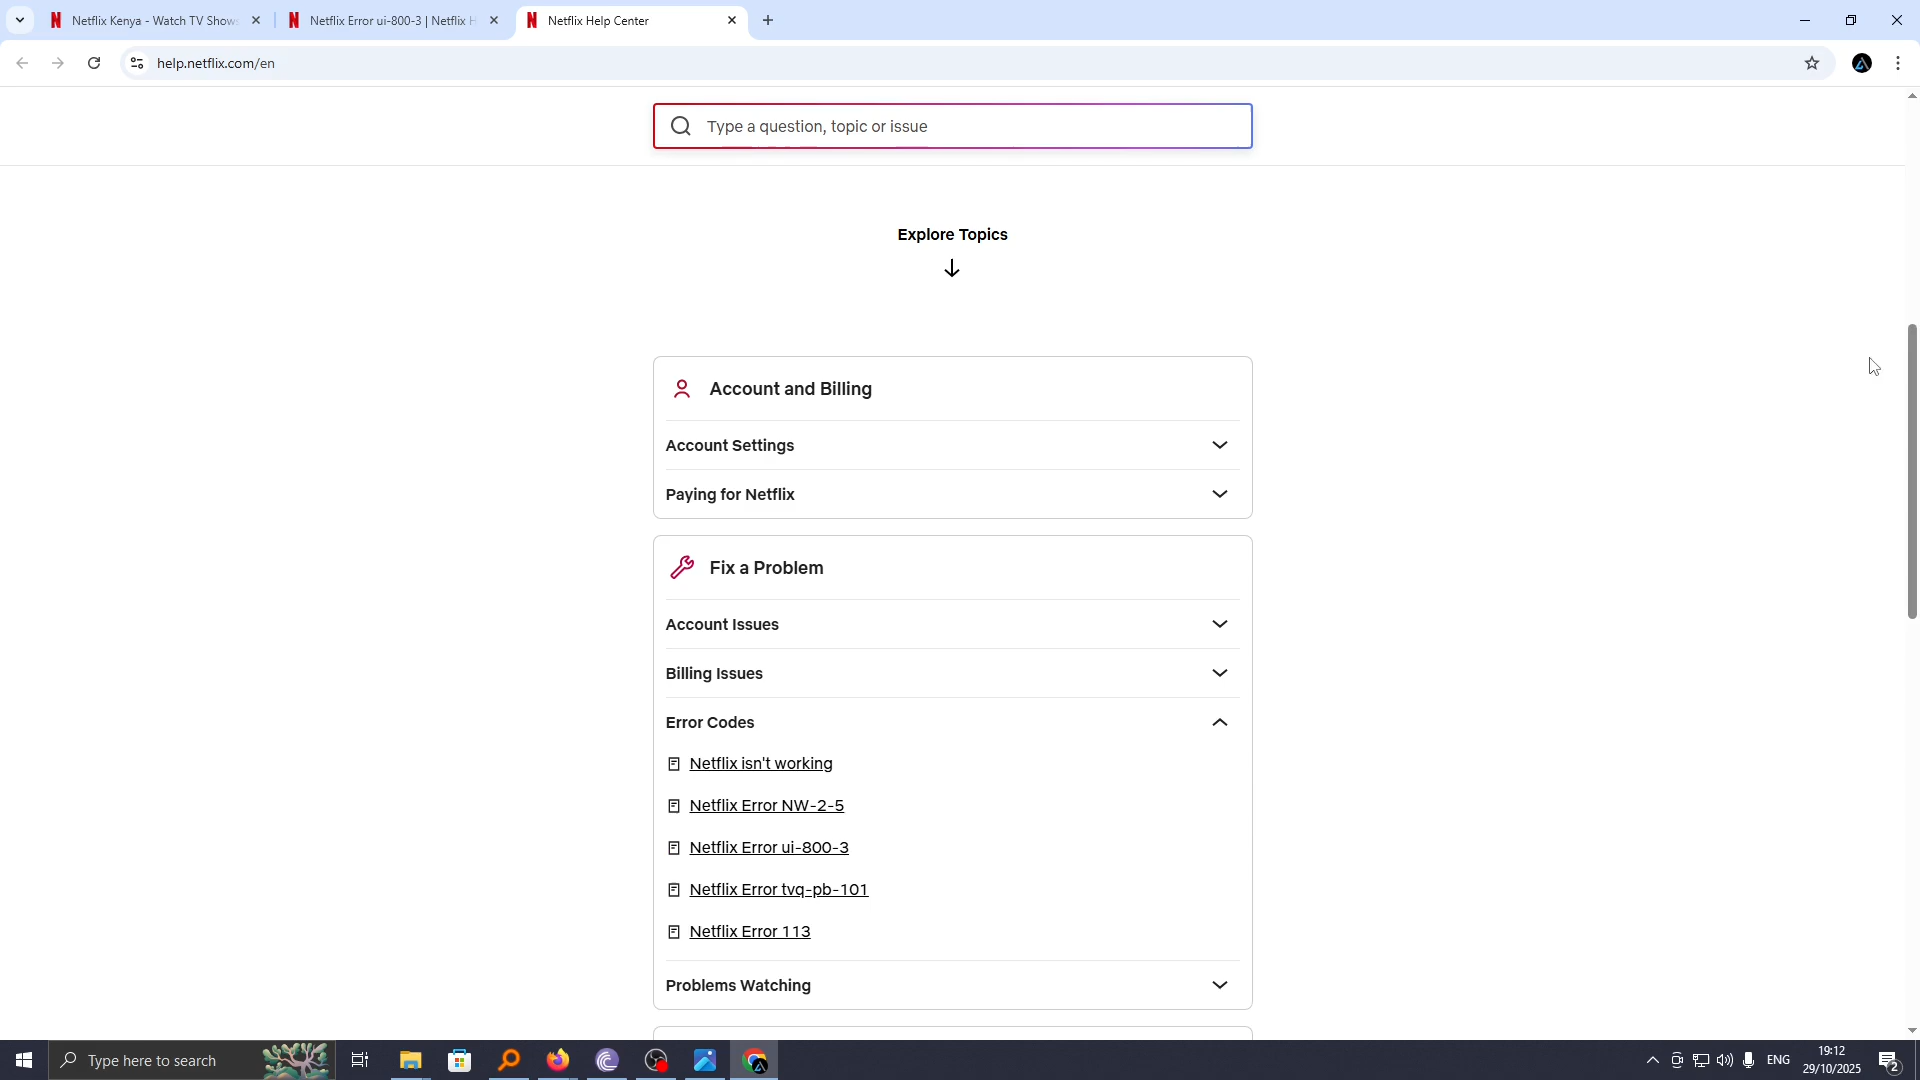 Netflix Kenya - Watch TV Shows
Netflix Error ui-800-3 | Netflix H
Netflix Help Center
help.netflix.com/en
Type a question, topic or issue
Explore Topics
Account and Billing
Account Settings
Paying for Netflix
Fix a Problem
Account Issues
Billing Issues
Error Codes
Netflix isn't working
Netflix Error NW-2-5
Netflix Error ui-800-3
Netflix Error tvq-pb-101
Netflix Error 113
Problems Watching
Type here to search
ENG
19:12
29/10/2025
2